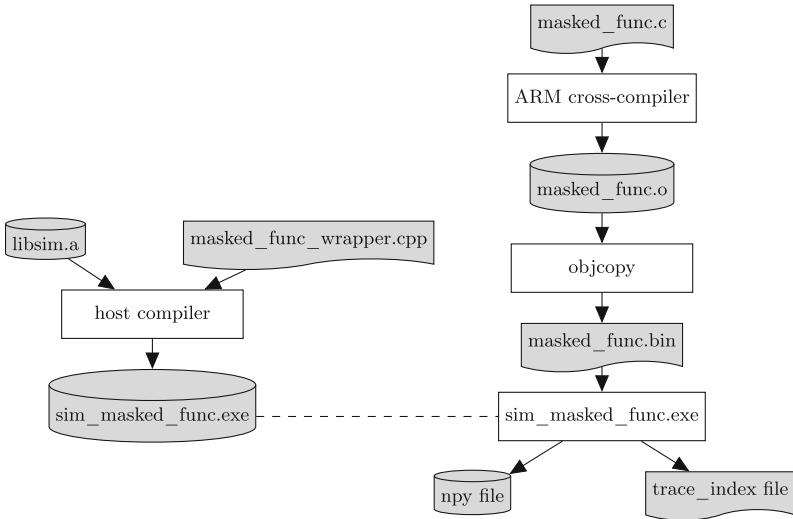 masked_func.c
ARM cross-compiler
masked_func.o
libsim.a
masked_func_wrapper.cpp
objcopy
host compiler
masked_func.bin
sim_masked_func.exe
sim_masked_func.exe
npy file
trace_index file